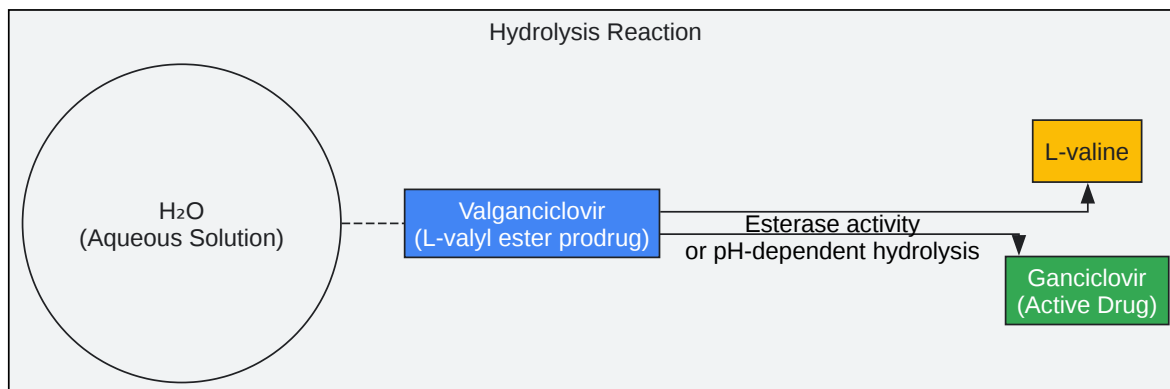 Hydrolysis Reaction
H₂O
(Aqueous Solution)
Valganciclovir
(L-valyl ester prodrug)
Esterase activity
or pH-dependent hydrolysis
L-valine
Ganciclovir
(Active Drug)